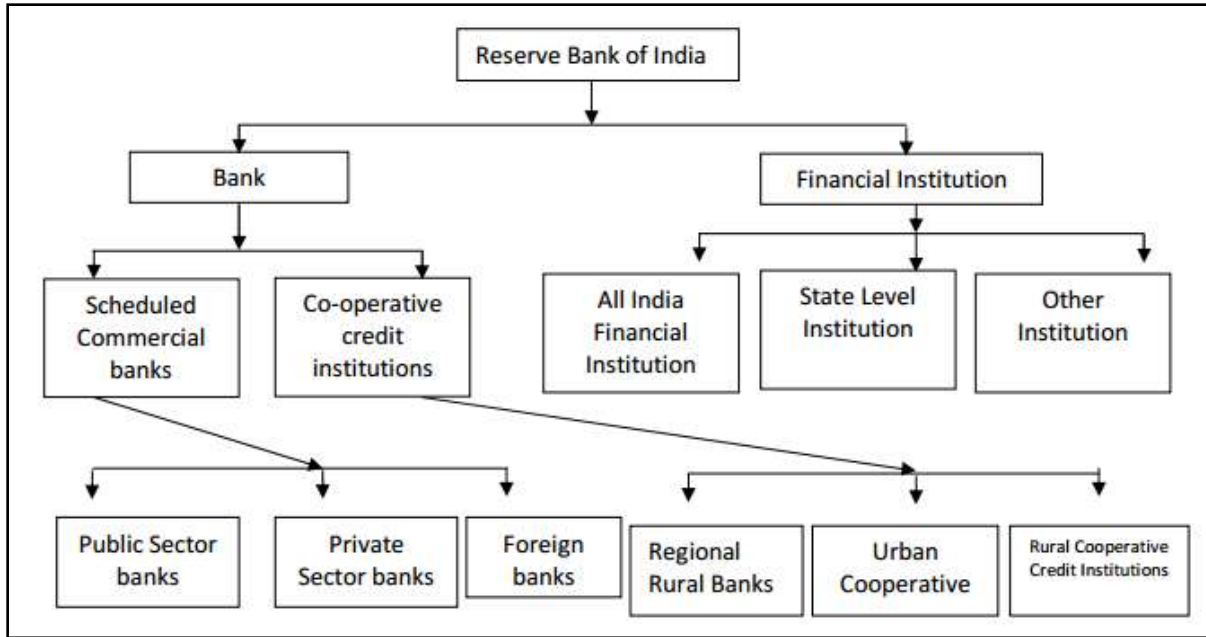 Reserve Bank of India
Bank
Financial Institution
Scheduled
Commercial
banks
Co-operative
credit
institutions
All India
Financial
Institution
State Level
Institution
Other
Institution
Public Sector
banks
Private
Sector banks
Foreign
banks
Regional
Rural Banks
Urban
Cooperative
Rural Cooperative
Credit Institutions